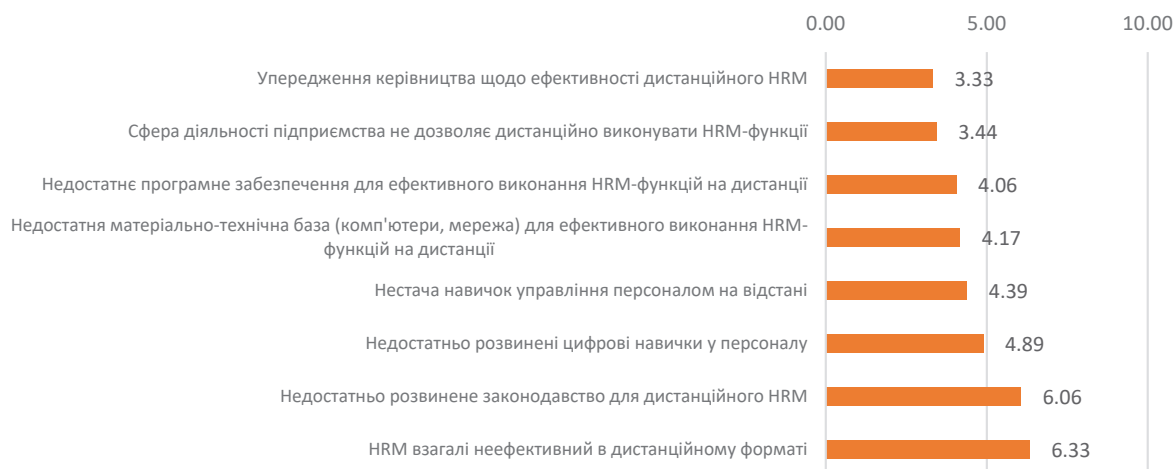 0.00 5.00 10.00
Упередження керівництва щодо ефективності дистанційного HRM 3.33
Сфера діяльності підприємства не дозволяє дистанційно виконувати HRM-функції 3.44
Недостатнє програмне забезпечення для ефективного виконання HRM-функцій на дистанції 4.06
Недостатня матеріально-технічна база (комп'ютери, мережа) для ефективного виконання HRM-
функцій на дистанції 4.17
Нестача навичок управління персоналом на відстані 4.39
Недостатньо розвинені цифрові навички у персоналу 4.89
Недостатньо розвинене законодавство для дистанційного HRM 6.06
HRM взагалі неефективний в дистанційному форматі 6.33